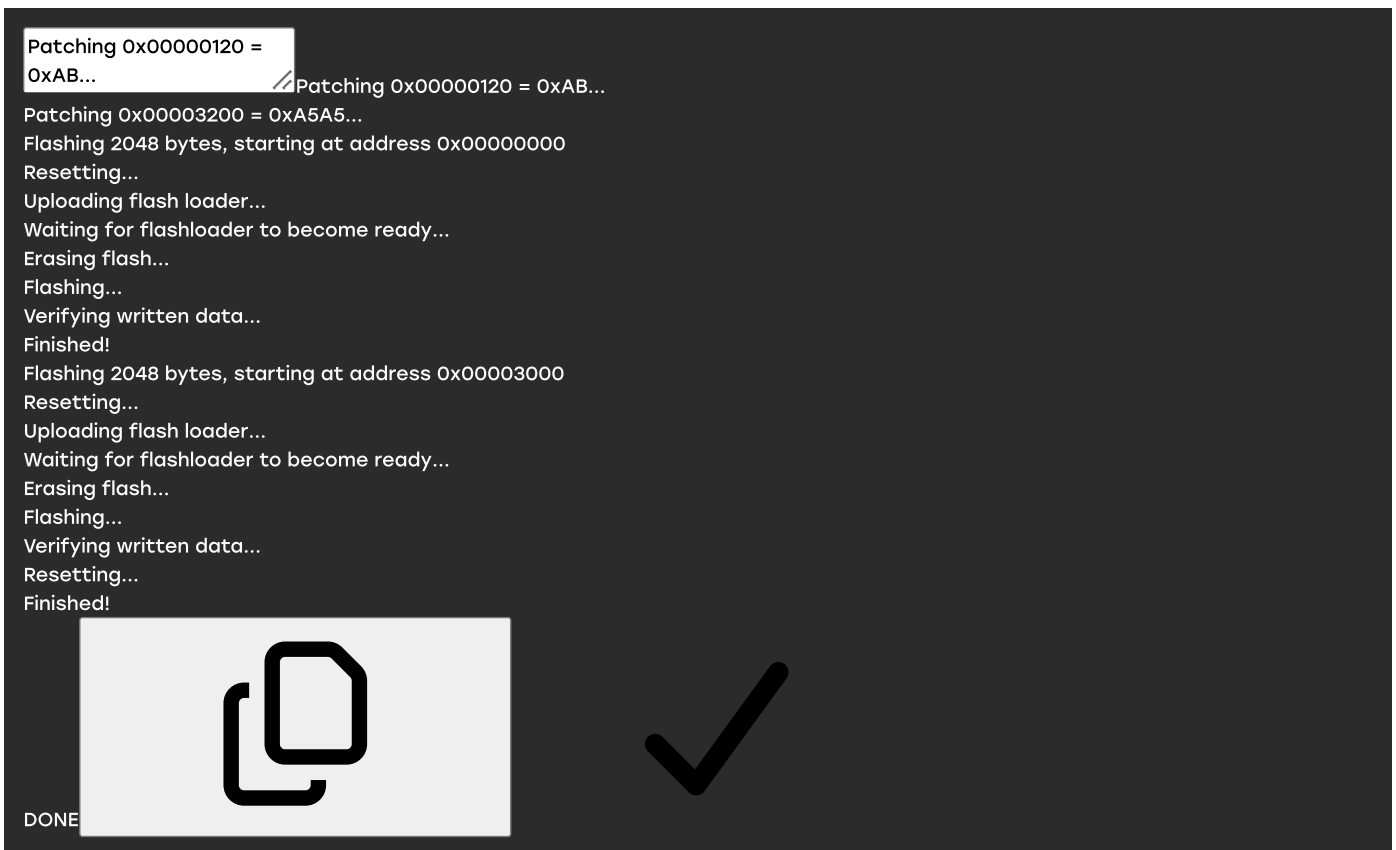 Patching 0x00000120 =
0xAB...
Patching 0x00000120 = 0xAB...
Patching 0x00003200 = 0xA5A5...
Flashing 2048 bytes, starting at address 0x00000000
Resetting...
Uploading flash loader...
Waiting for flashloader to become ready...
Erasing flash...
Flashing...
Verifying written data...
Finished!
Flashing 2048 bytes, starting at address 0x00003000
Resetting...
Uploading flash loader...
Waiting for flashloader to become ready...
Erasing flash...
Flashing...
Verifying written data...
Resetting...
Finished!
DONE